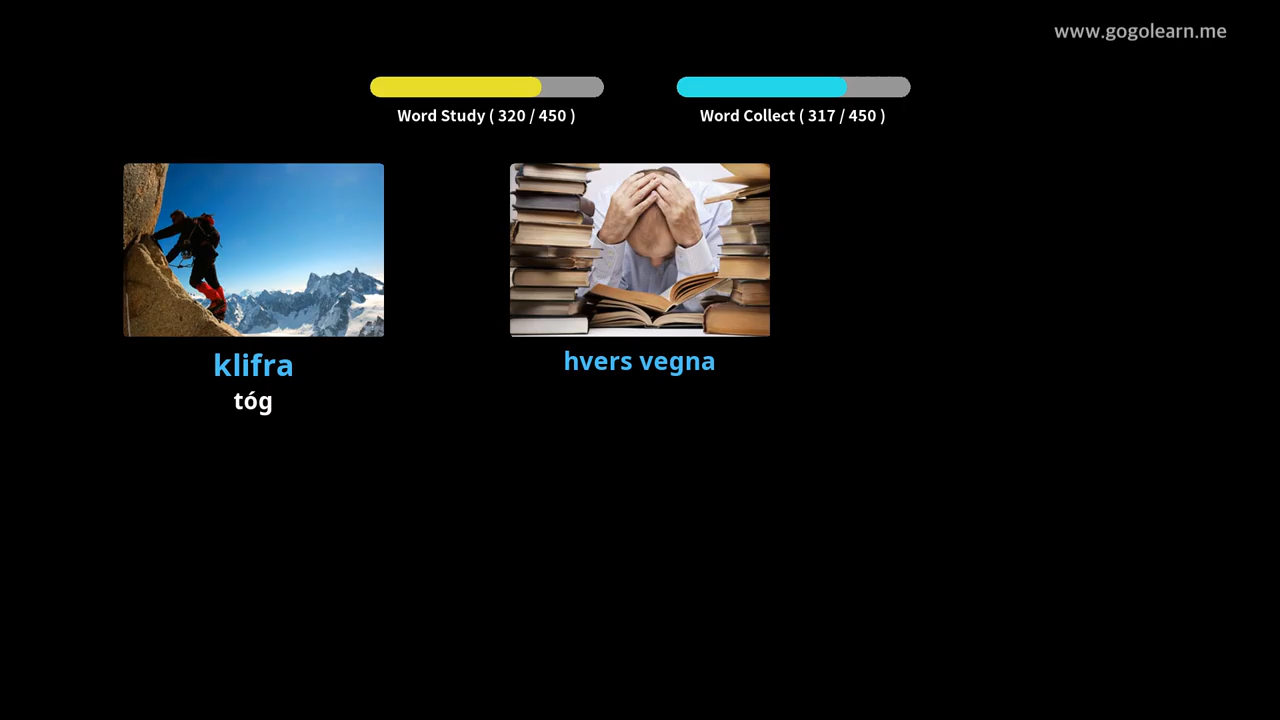 www.gogolearn.me
Word Study ( 320 / 450 )
Word Collect ( 317 / 450 )
klifra
tóg
hvers vegna